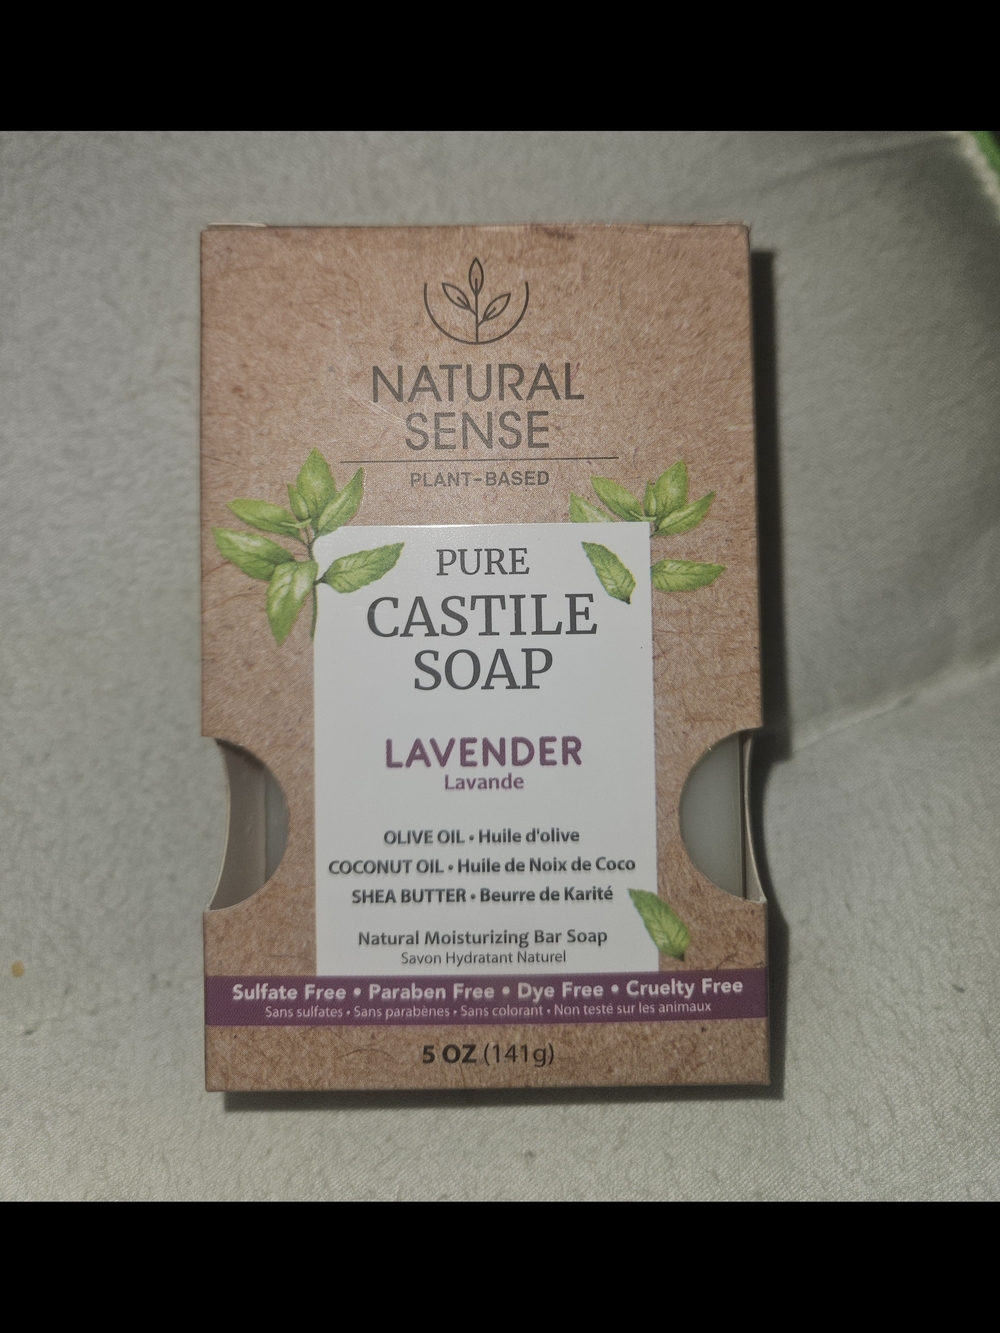 NATURAL
SENSE
PLANT-BASED
PURE
CASTILE
SOAP
LAVENDER
Lavande
OLIVE OIL • Huile d'olive
COCONUT OIL • Huile de Noix de Coco
SHEA BUTTER • Beurre de Karité
Natural Moisturizing Bar Soap
Savon Hydratant Naturel
Sulfate Free • Paraben Free • Dye Free • Cruelty Free
Sans sulfates • Sans parabènes • Sans colorant • Non testé sur les animaux
5 OZ (141g)